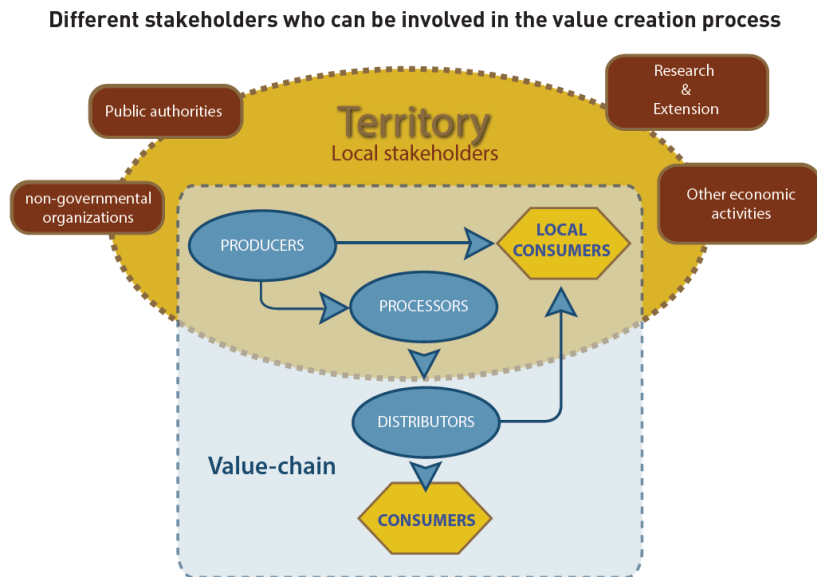 Different stakeholders who can be involved in the value creation process
Research
&
Extension
Public authorities
Territory
Local stakeholders
non-governmental
organizations
Other economic
activities
PRODUCERS
LOCAL
CONSUMERS
PROCESSORS
DISTRIBUTORS
Value-chain
CONSUMERS